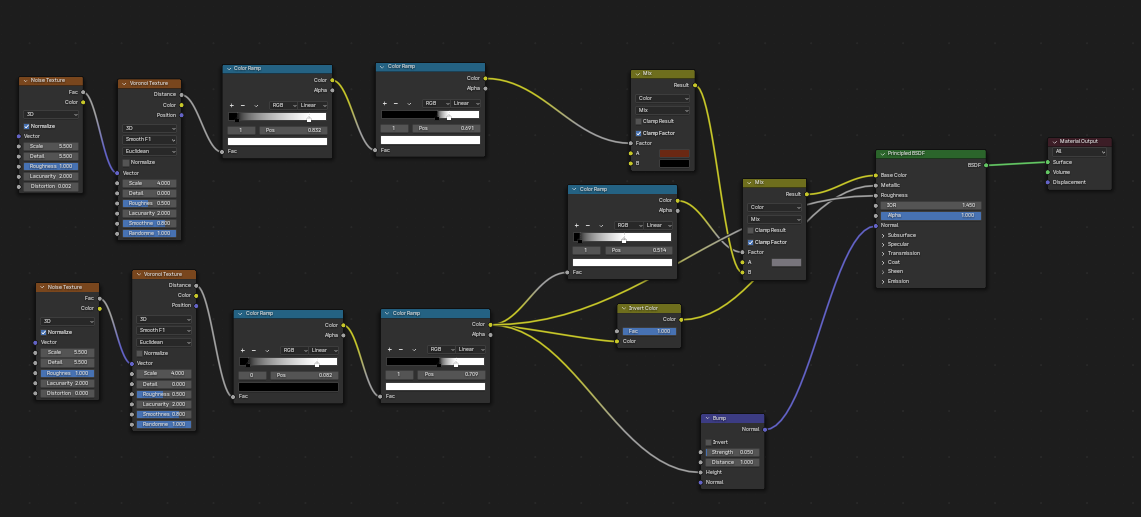 Noise Texture
Fac
Color
3D
Normalize
Vector
Scale 5.500
Detail 5.500
Roughness 1.000
Lacunarity 2.000
Distortion 0.002
Voronoi Texture
Distance
Color
Position
3D
Smooth F1
Euclidean
Normalize
Vector
Scale 4.000
Detail 0.000
Roughnes 0.500
Lacunarity 2.000
Smoothne 0.800
Randomne 1.000
Color Ramp
Color
Alpha
RGB Linear
1 Pos 0.832
Fac
Color Ramp
Color
Alpha
RGB Linear
1 Pos 0.691
Fac
Mix
Result
Color
Mix
Clamp Result
Clamp Factor
Factor
A
B
Color Ramp
Color
Alpha
RGB Linear
1 Pos 0.514
Fac
Mix
Result
Color
Mix
Clamp Result
Clamp Factor
Factor
A
B
Principled BSDF
BSDF
Base Color
Metallic
Roughness
IOR 1.450
Alpha 1.000
Normal
Subsurface
Specular
Transmission
Coat
Sheen
Emission
Material Output
All
Surface
Volume
Displacement
Noise Texture
Fac
Color
3D
Normalize
Vector
Scale 5.500
Detail 5.500
Roughnes 1.000
Lacunarity 2.000
Distortion 0.000
Voronoi Texture
Distance
Color
Position
3D
Smooth F1
Euclidean
Normalize
Vector
Scale 4.000
Detail 0.000
Roughness 0.500
Lacunarity 2.000
Smoothness 0.800
Randomne 1.000
Color Ramp
Color
Alpha
RGB Linear
0 Pos 0.082
Fac
Color Ramp
Color
Alpha
RGB Linear
1 Pos 0.709
Fac
Invert Color
Color
Fac 1.000
Color
Bump
Normal
Invert
Strength 0.050
Distance 1.000
Height
Normal